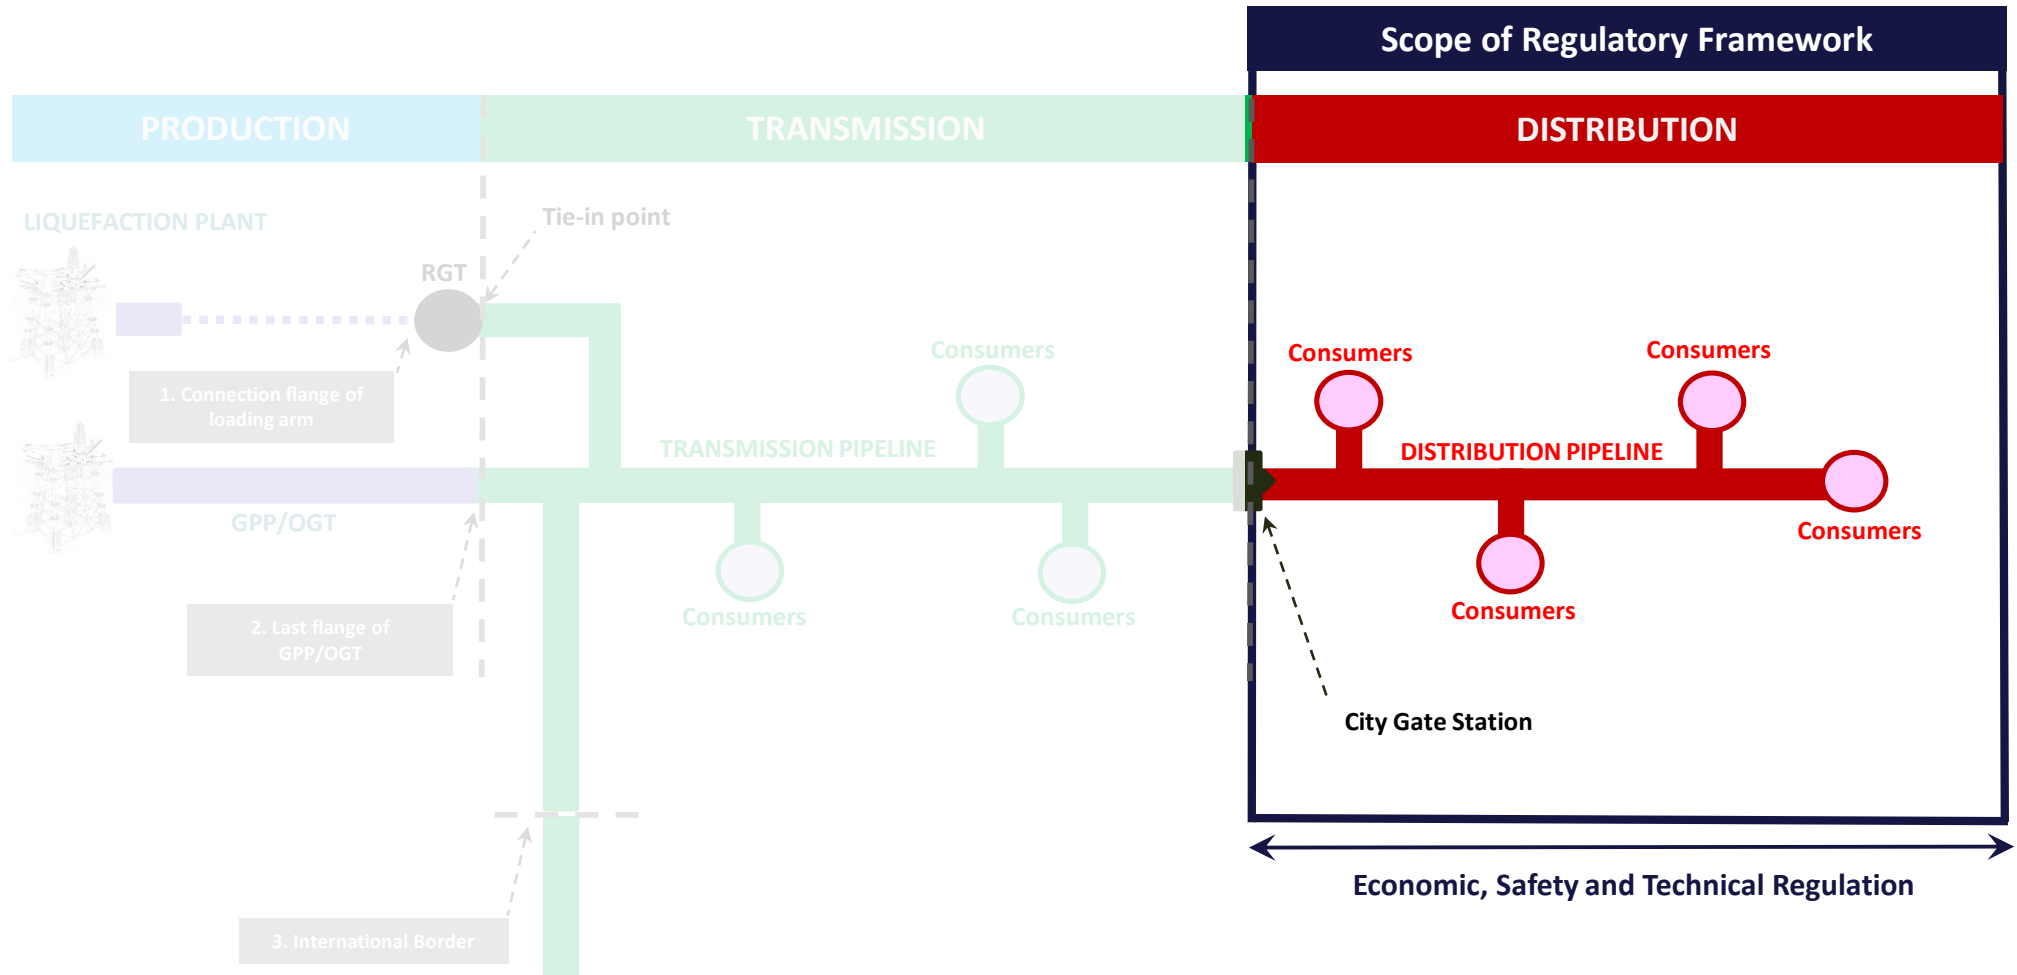 Scope of Regulatory Framework
PRODUCTION
TRANSMISSION
DISTRIBUTION
LIQUEFACTION PLANT
Tie-in point
RGT
Consumers
Consumers
Consumers
1. Connection flange of
loading arm
TRANSMISSION PIPELINE
DISTRIBUTION PIPELINE
GPP/OGT
Consumers
Consumers
Consumers
Consumers
2. Last flange of
GPP/OGT
City Gate Station
Economic, Safety and Technical Regulation
3. International Border